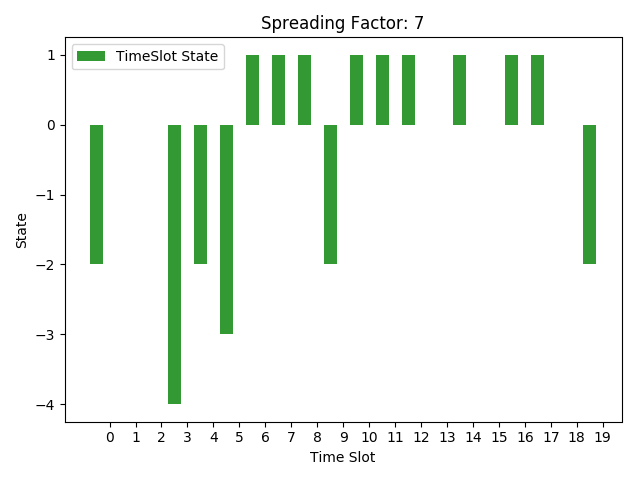 Spreading Factor: 7
TimeSlot State
1
0
−1
−2
−3
−4
State
0 1 2 3 4 5 6 7 8 9 10 11 12 13 14 15 16 17 18 19
Time Slot